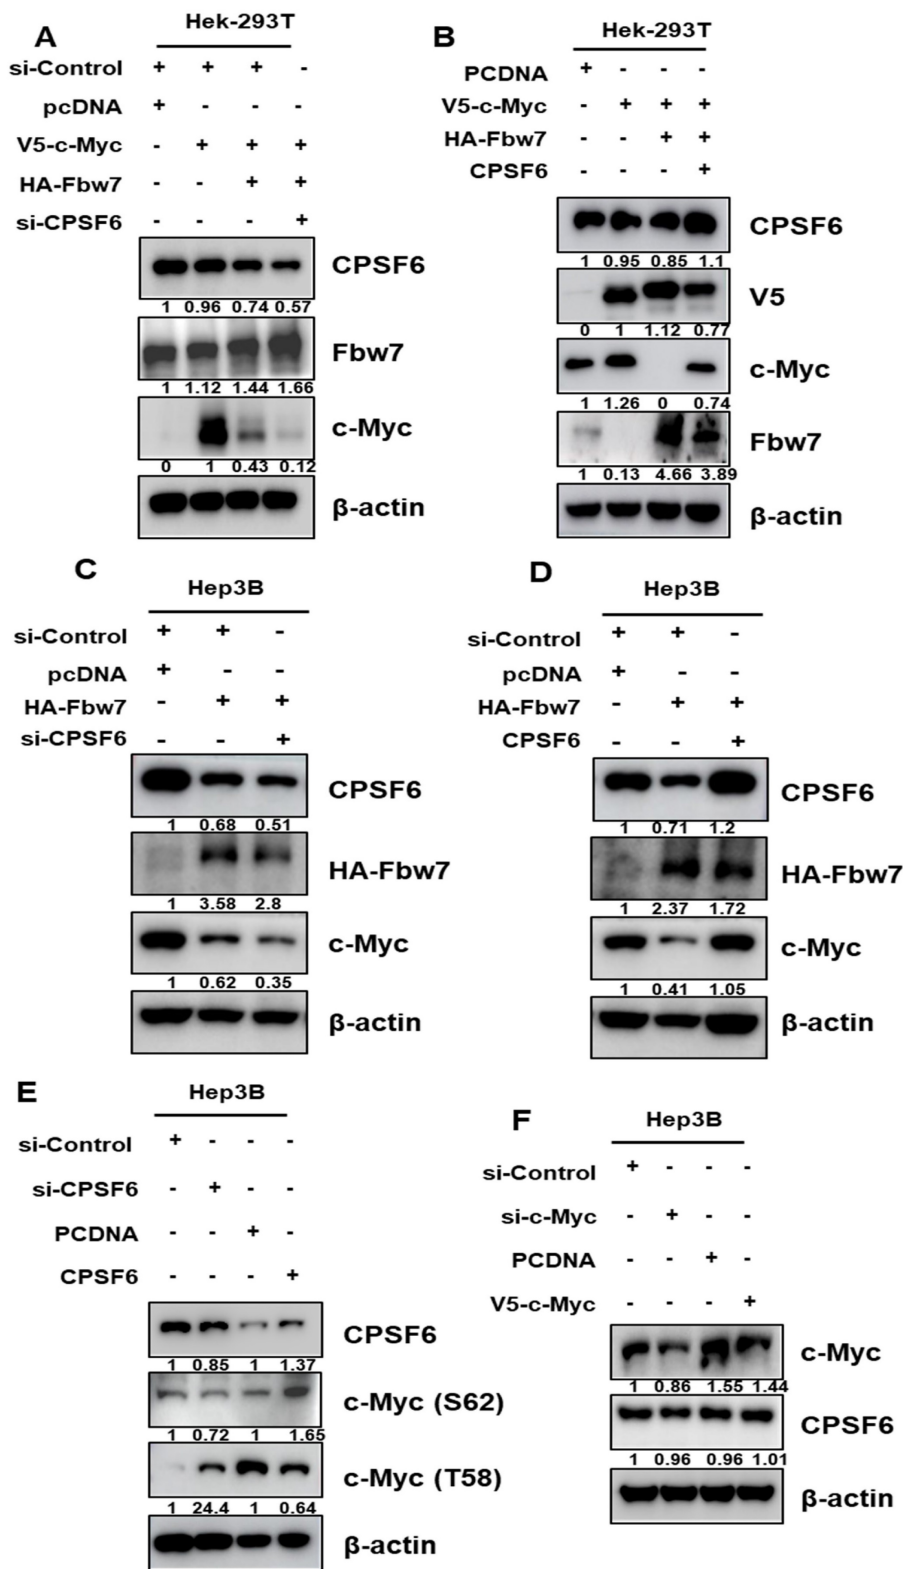 A
Hek-293T
si-Control + + + -
pcDNA + - - -
V5-c-Myc - + + +
HA-Fbw7 - - + +
si-CPSF6 - - - +
CPSF6
1 0.96 0.74 0.57
Fbw7
1 1.12 1.44 1.66
c-Myc
0 1 0.43 0.12
β-actin
B
Hek-293T
PCDNA + - - -
V5-c-Myc - + + +
HA-Fbw7 - - + +
CPSF6 - - - +
CPSF6
1 0.95 0.85 1.1
V5
0 1 1.12 0.77
c-Myc
1 1.26 0 0.74
Fbw7
1 0.13 4.66 3.89
β-actin
C
Hep3B
si-Control + + -
pcDNA + - -
HA-Fbw7 - + +
si-CPSF6 - - +
CPSF6
1 0.68 0.51
HA-Fbw7
1 3.58 2.8
c-Myc
1 0.62 0.35
β-actin
D
Hep3B
si-Control + + -
pcDNA + - -
HA-Fbw7 - + +
CPSF6 - - +
CPSF6
1 0.71 1.2
HA-Fbw7
1 2.37 1.72
c-Myc
1 0.41 1.05
β-actin
E
Hep3B
si-Control + - - -
si-CPSF6 - + - -
PCDNA - - + -
CPSF6 - - - +
CPSF6
1 0.85 1 1.37
c-Myc (S62)
1 0.72 1 1.65
c-Myc (T58)
1 24.4 1 0.64
β-actin
F
Hep3B
si-Control + - - -
si-c-Myc - + - -
PCDNA - - + -
V5-c-Myc - - - +
c-Myc
1 0.86 1.55 1.44
CPSF6
1 0.96 0.96 1.01
β-actin